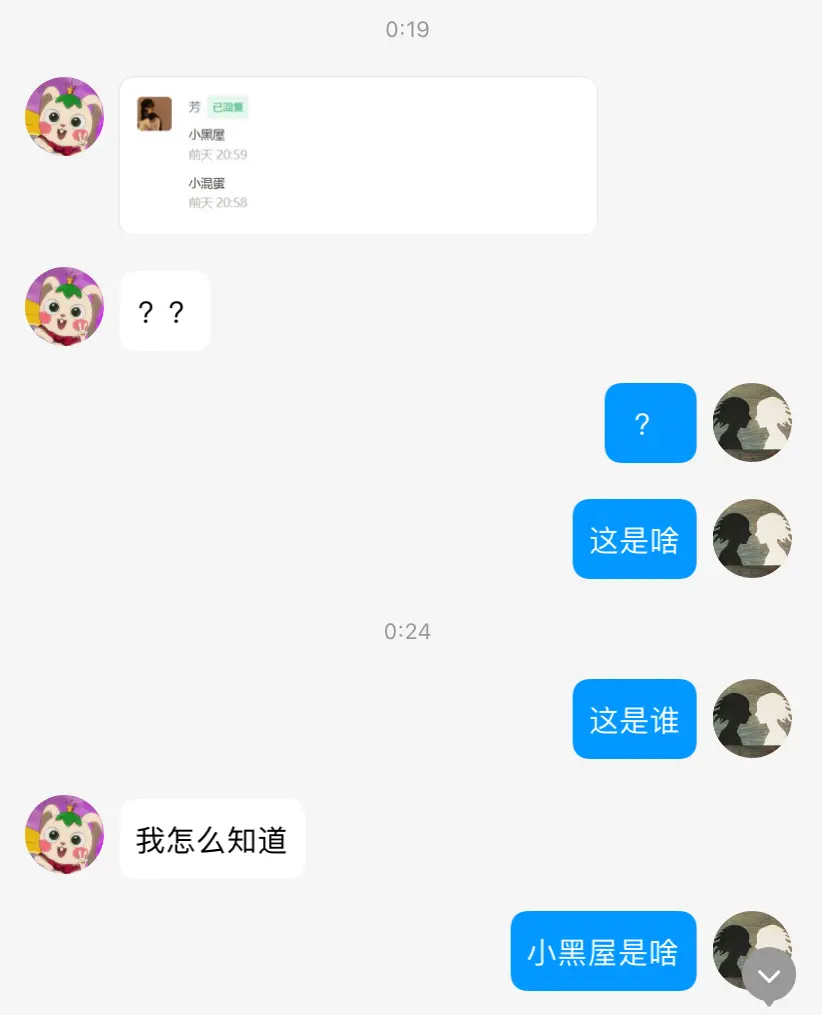 0:19
芳 已回复
小黑屋
前天 20:59
小混蛋
前天 20:58
？？
？
这是啥
0:24
这是谁
我怎么知道
小黑屋是啥